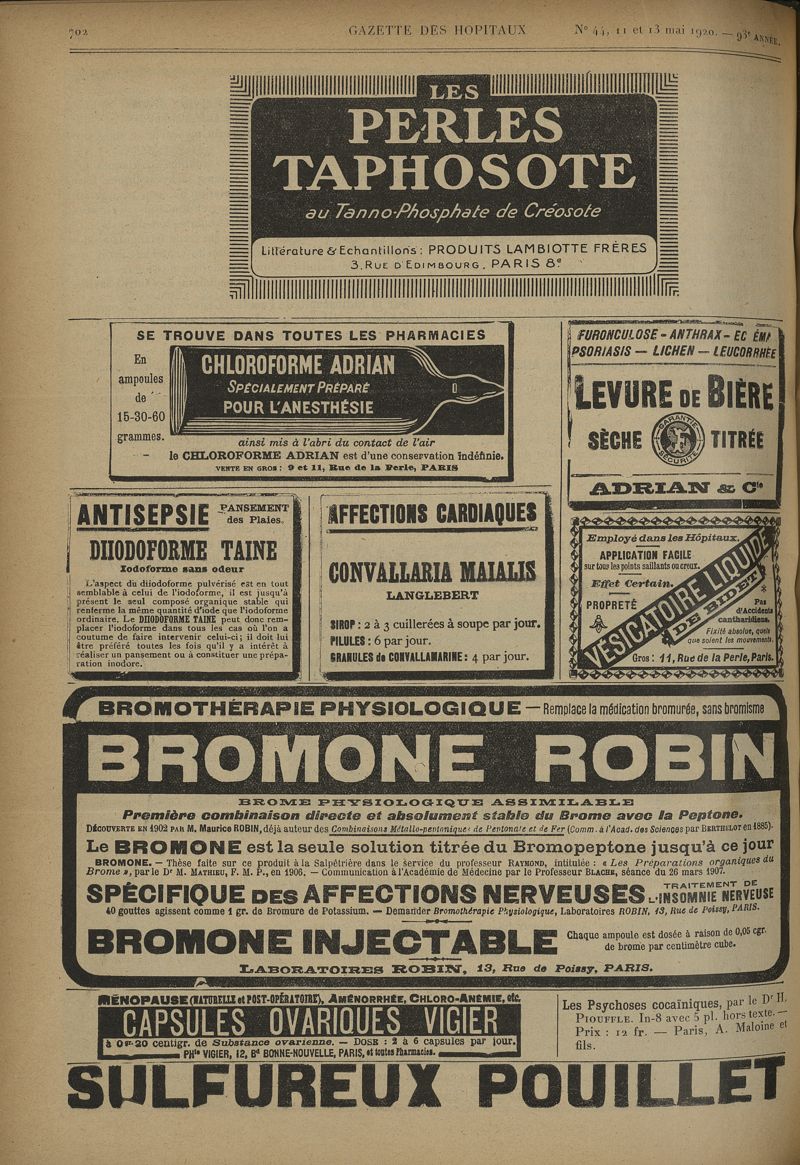 702
GAZETTE DES HOPITAUX
N° 44, 11 et 13 mai 1920. — 93e ANNÉE.
LES
PERLES
TAPHOSOTE
au Tanno-Phosphate de Créosote
Littérature & Echantillons : PRODUITS LAMBIOTTE FRÈRES
3, RUE D'EDIMBOURG, PARIS 8e
SE TROUVE DANS TOUTES LES PHARMACIES
En
ampoules
de
15-30-60
grammes.
CHLOROFORME ADRIAN
SPÉCIALEMENT PRÉPARÉ
POUR L'ANESTHÉSIE
ainsi mis à l'abri du contact de l'air
le CHLOROFORME ADRIAN est d'une conservation indéfinie.
VENTE EN GROS : 9 et 11, Rue de la Perle, PARIS
FURONCULOSE - ANTHRAX - EC ÉM
PSORIASIS — LICHEN — LEUCORRHÉE
LEVURE DE BIÈRE
SÈCHE
GARANTIE
SÉCURITÉ
TITRÉE
ADRIAN & Cie
ANTISEPSIE PANSEMENT
des Plaies.
DIIODOFORME TAINE
Iodoforme sans odeur
L'aspect du diiodoforme pulvérisé est en tout
semblable à celui de l'iodoforme, il est jusqu'à
présent le seul composé organique stable qui
renferme la même quantité d'iode que l'iodoforme
ordinaire. Le DIIODOFORME TAINE peut donc rem-
placer l'iodoforme dans tous les cas où l'on a
coutume de faire intervenir celui-ci; il doit lui
être préféré toutes les fois qu'il y a intérêt à
réaliser un pansement ou à constituer une prépa-
ration inodore.
AFFECTIONS CARDIAQUES
CONVALLARIA MAIALIS
LANGLEBERT
SIROP : 2 à 3 cuillerées à soupe par jour.
PILULES : 6 par jour.
GRANULES de CONVALLAMARINE : 4 par jour.
Employé dans les Hôpitaux.
APPLICATION FACILE
sur tous les points saillants ou creux.
Effet Certain.
PROPRETÉ
VÉSICATOIRE LIQUIDE
DE BIDET
Pas
d'Accidents
cantharidiens.
Fixité absolue, quels
que soient les mouvements.
Gros : 11, Rue de la Perle, Paris.
BROMOTHÉRAPIE PHYSIOLOGIQUE — Remplace la médication bromurée, sans bromisme
BROMONE ROBIN
BROME PHYSIOLOGIQUE ASSIMILABLE
Première combinaison directe et absolument stable du Brome avec la Peptone.
DÉCOUVERTE EN 1902 PAR M. Maurice ROBIN, déjà auteur des Combinaisons Métallo-peptoniques de Peptonate et de Fer (Comm. à l'Acad. des Sciences par BERTHELOT en 1885).
Le BROMONE est la seule solution titrée du Bromopeptone jusqu'à ce jour
BROMONE. — Thèse faite sur ce produit à la Salpêtrière dans le service du professeur RAYMOND, intitulée : « Les Préparations organiques du
Brome », par le Dr M. MATHIEU, F. M. P., en 1906. — Communication à l'Académie de Médecine par le Professeur BLACHE, séance du 26 mars 1907.
SPÉCIFIQUE DES AFFECTIONS NERVEUSES TRAITEMENT DE
L'INSOMNIE NERVEUSE
40 gouttes agissent comme 1 gr. de Bromure de Potassium. — Demander Bromothérapie Physiologique, Laboratoires ROBIN, 13, Rue de Poissy, PARIS.
BROMONE INJECTABLE Chaque ampoule est dosée à raison de 0,05 cgr.
de brome par centimètre cube.
LABORATOIRES ROBIN, 13, Rue de Poissy, PARIS.
MÉNOPAUSE (NATURELLE et POST-OPÉRATOIRE), AMÉNORRHÉE, CHLORO-ANÉMIE, etc.
CAPSULES OVARIQUES VIGIER
à 0gr.20 centigr. de Substance ovarienne. — DOSE : 2 à 6 capsules par jour.
PHie VIGIER, 12, Bd BONNE-NOUVELLE, PARIS, et toutes Pharmacies.
Les Psychoses cocaïniques, par le Dr H.
PIOUFFLE. In-8 avec 5 pl. hors texte. —
Prix : 12 fr. — Paris, A. Maloine et
fils.
SULFUREUX POUILLET